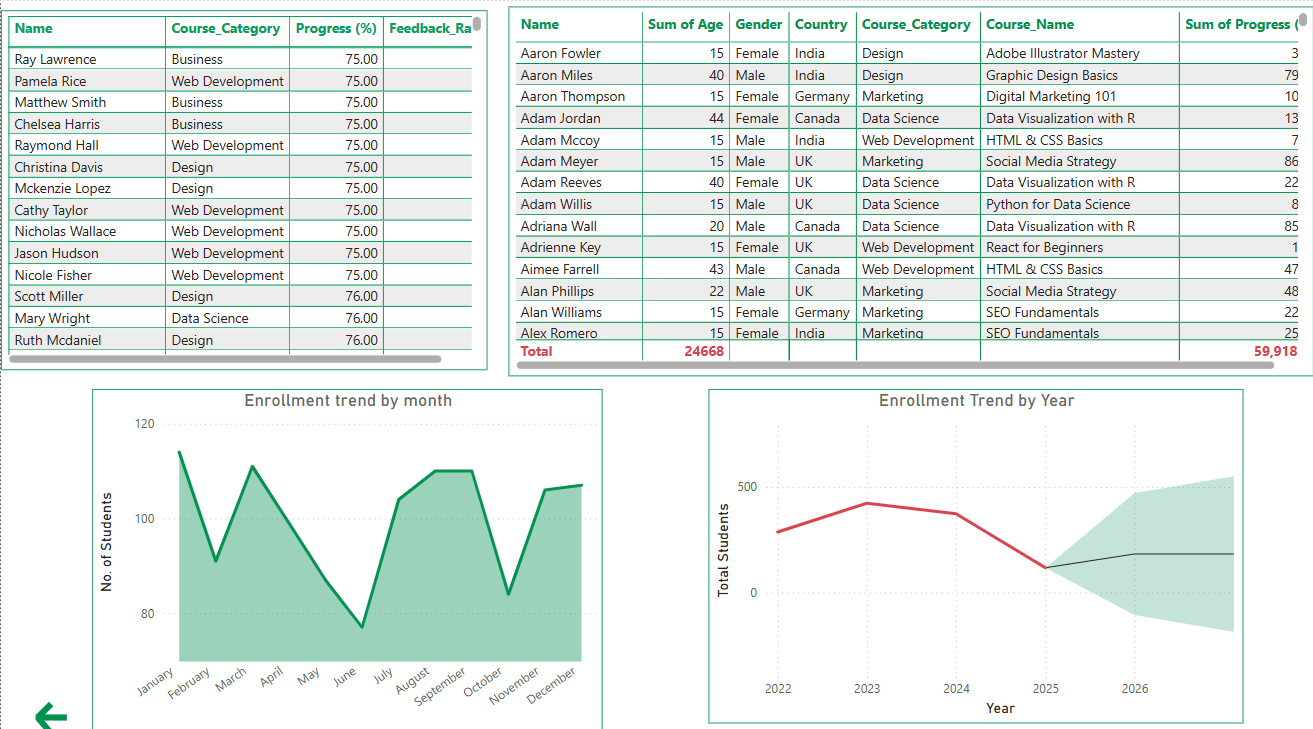 Name Course_Category Progress (%) Feedback_Ra
Ray Lawrence Business 75.00
Pamela Rice Web Development 75.00
Matthew Smith Business 75.00
Chelsea Harris Business 75.00
Raymond Hall Web Development 75.00
Christina Davis Design 75.00
Mckenzie Lopez Design 75.00
Cathy Taylor Web Development 75.00
Nicholas Wallace Web Development 75.00
Jason Hudson Web Development 75.00
Nicole Fisher Web Development 75.00
Scott Miller Design 76.00
Mary Wright Data Science 76.00
Ruth Mcdaniel Design 76.00
Name Sum of Age Gender Country Course_Category Course_Name Sum of Progress (
Aaron Fowler 15 Female India Design Adobe Illustrator Mastery 3
Aaron Miles 40 Male India Design Graphic Design Basics 79
Aaron Thompson 15 Female Germany Marketing Digital Marketing 101 10
Adam Jordan 44 Female Canada Data Science Data Visualization with R 13
Adam Mccoy 15 Male India Web Development HTML & CSS Basics 7
Adam Meyer 15 Male UK Marketing Social Media Strategy 86
Adam Reeves 40 Female UK Data Science Data Visualization with R 22
Adam Willis 15 Male UK Data Science Python for Data Science 8
Adriana Wall 20 Male Canada Data Science Data Visualization with R 85
Adrienne Key 15 Female UK Web Development React for Beginners 1
Aimee Farrell 43 Male Canada Web Development HTML & CSS Basics 47
Alan Phillips 22 Male UK Marketing Social Media Strategy 48
Alan Williams 15 Female Germany Marketing SEO Fundamentals 22
Alex Romero 15 Female India Marketing SEO Fundamentals 25
Total 24668 59,918
Enrollment trend by month
No. of Students
120
100
80
January February March April May June July August September October November December
Enrollment Trend by Year
Total Students
500
0
2022 2023 2024 2025 2026
Year